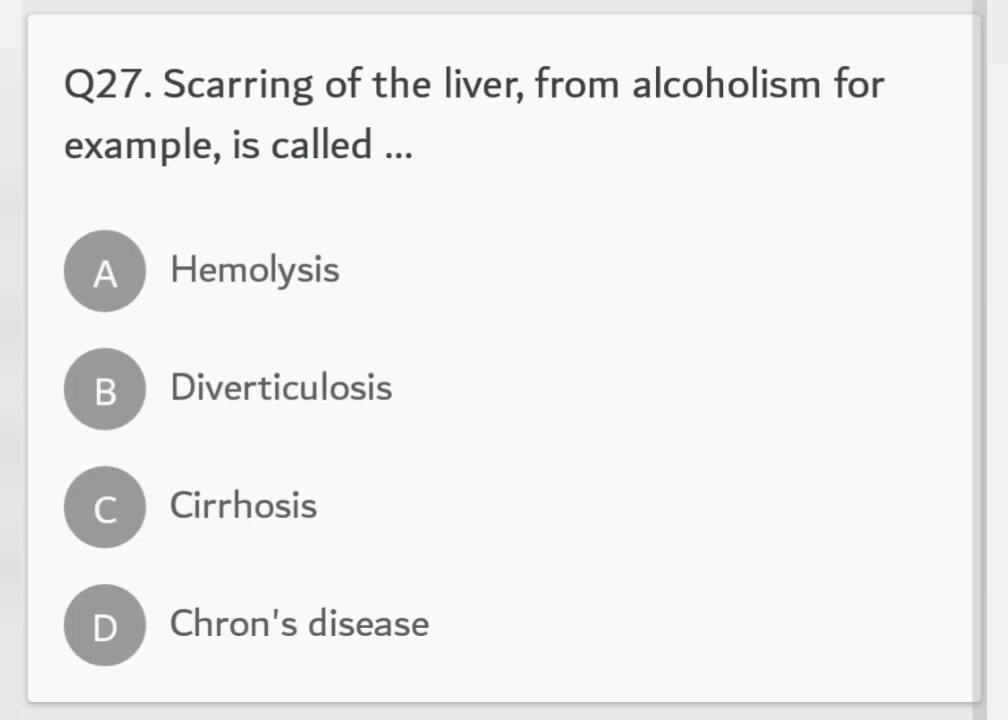 Q27. Scarring of the liver, from alcoholism for
example, is called ...
A Hemolysis
B Diverticulosis
C Cirrhosis
D Chron's disease